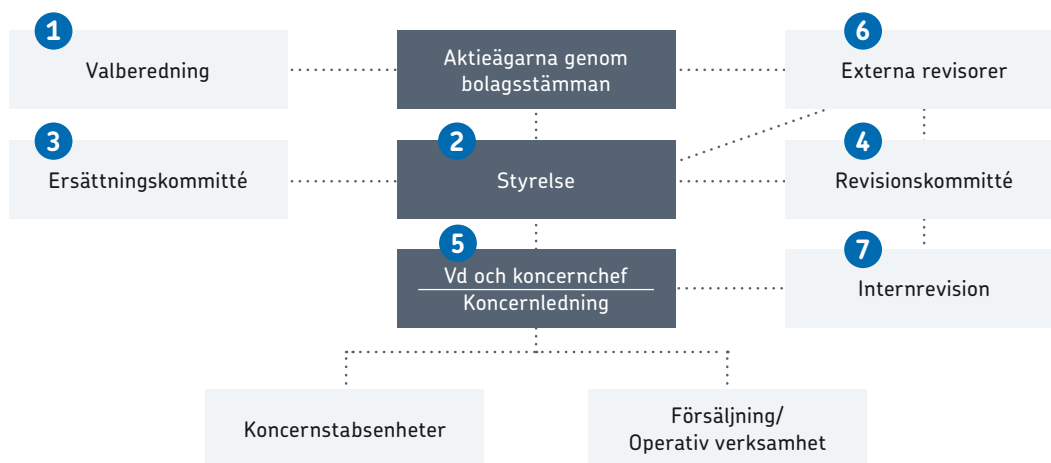 1
Valberedning
Aktieägarna genom
bolagsstämman
6
Externa revisorer
3
Ersättningskommitté
2
Styrelse
4
Revisionskommitté
5
Vd och koncernchef
Koncernledning
7
Internrevision
Koncernstabsenheter
Försäljning/
Operativ verksamhet